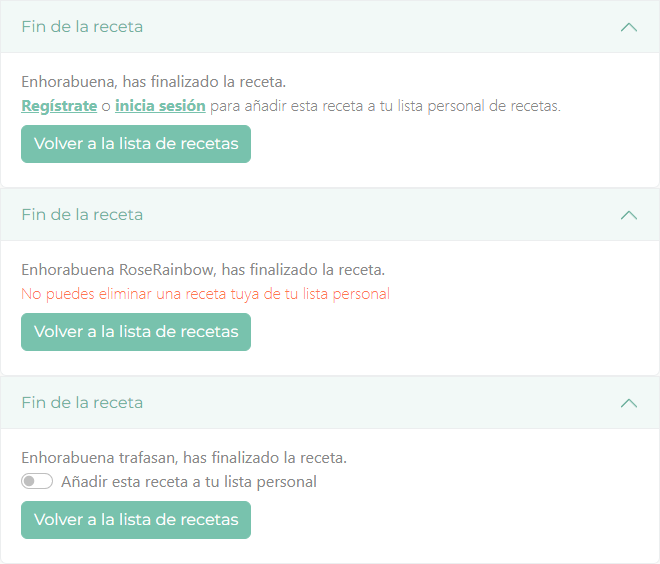 Fin de la receta
Enhorabuena, has finalizado la receta.
Regístrate o inicia sesión para añadir esta receta a tu lista personal de recetas.
Volver a la lista de recetas
Fin de la receta
Enhorabuena RoseRainbow, has finalizado la receta.
No puedes eliminar una receta tuya de tu lista personal
Volver a la lista de recetas
Fin de la receta
Enhorabuena trafasan, has finalizado la receta.
Añadir esta receta a tu lista personal
Volver a la lista de recetas